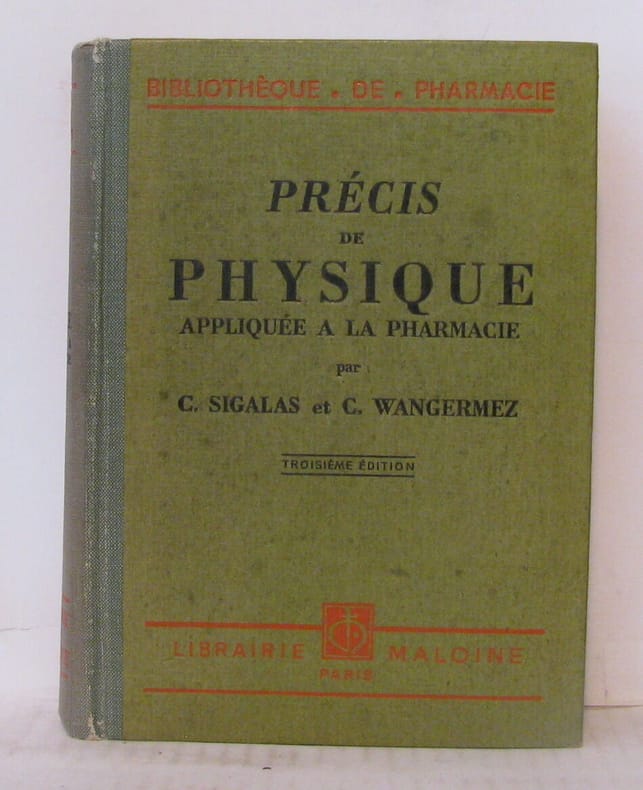 BIBLIOTHÈQUE • DE • PHARMACIE
PRÉCIS
DE
PHYSIQUE
APPLIQUÉE A LA PHARMACIE
par
C. SIGALAS et C. WANGERMEZ
TROISIÈME ÉDITION
LIBRAIRIE MALOINE
PARIS